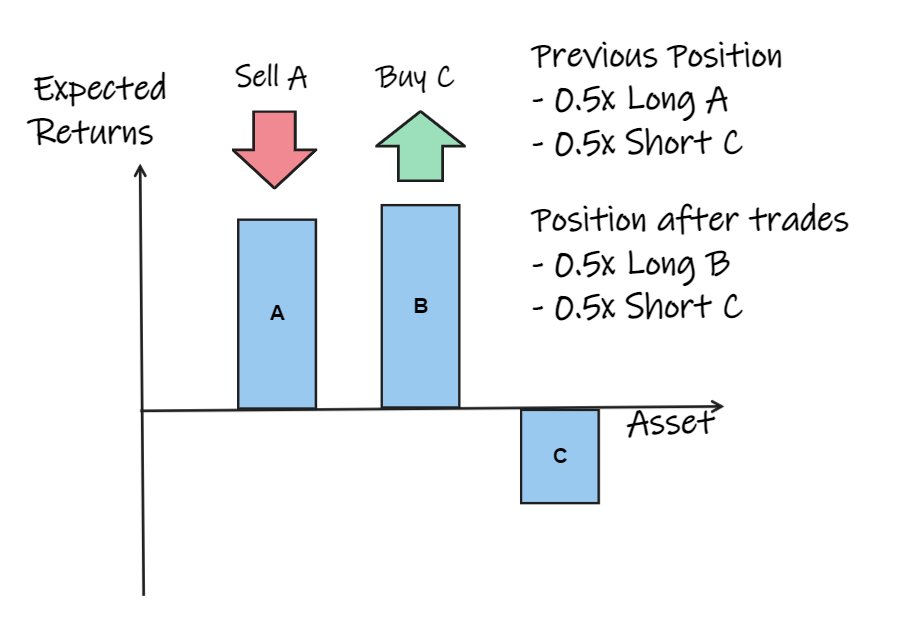 Expected
Returns
Sell A
Buy C
Previous Position
- 0.5x Long A
- 0.5x Short C
Position after trades
- 0.5x Long B
- 0.5x Short C
A
B
C
Asset